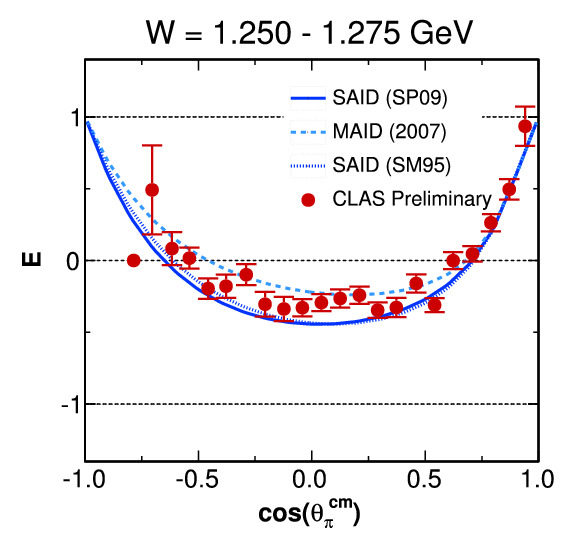 W = 1.250 - 1.275 GeV
SAID (SP09)
MAID (2007)
SAID (SM95)
CLAS Preliminary
E
1
0
-1
-1.0 -0.5 0.0 0.5 1.0
cos(θπcm)